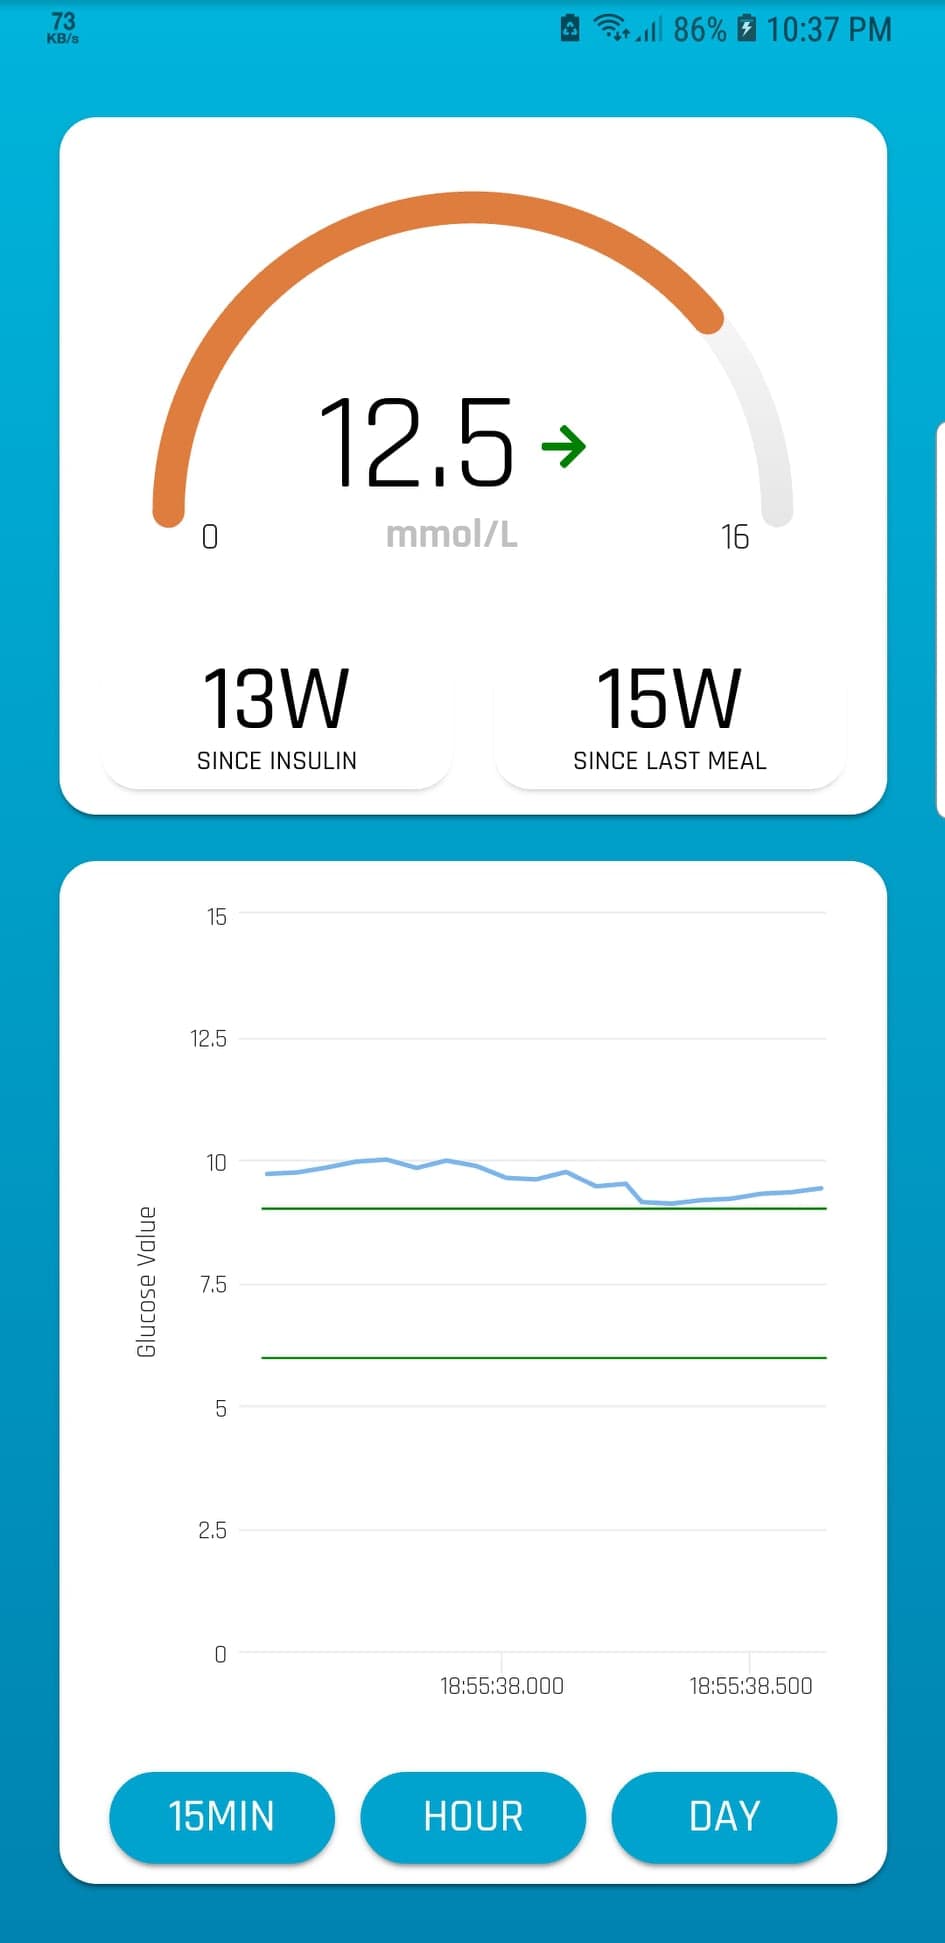 73
KB/s
86% 10:37 PM
12.5
0 mmol/L 16
13W
SINCE INSULIN
15W
SINCE LAST MEAL
Glucose Value
15
12.5
10
7.5
5
2.5
0
18:55:38.000 18:55:38.500
15MIN HOUR DAY